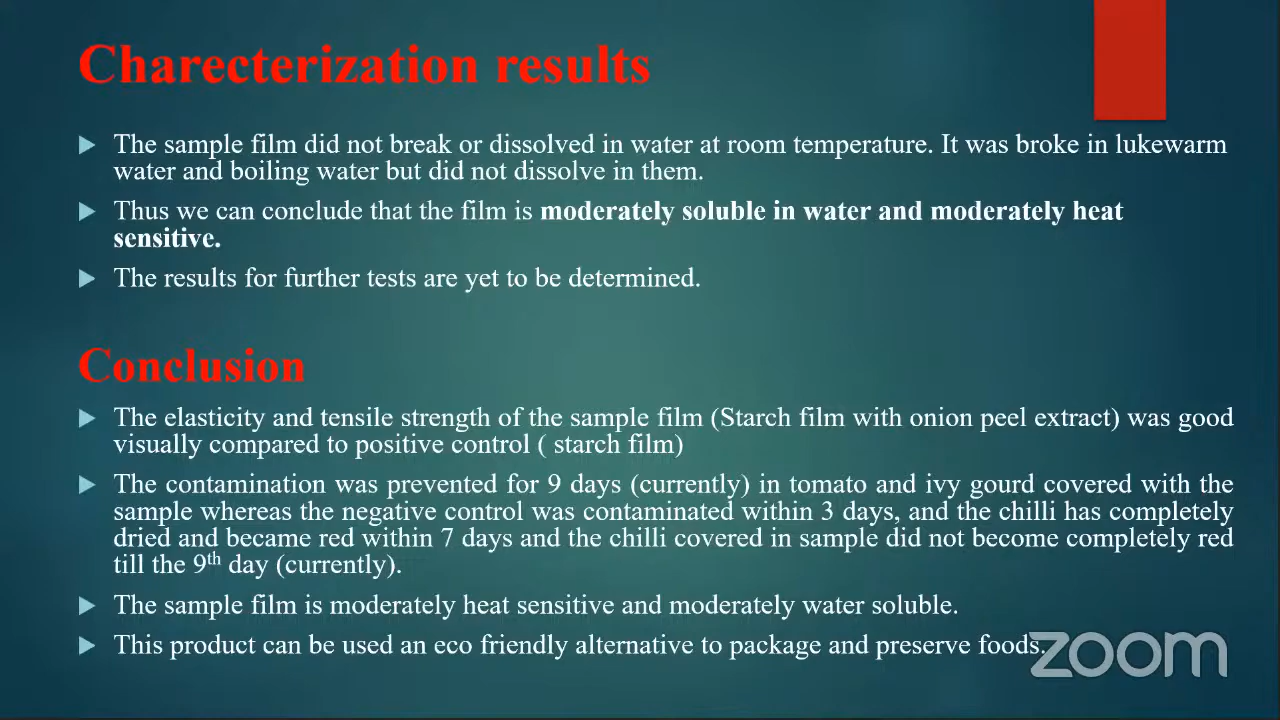 Charecterization results
The sample film did not break or dissolved in water at room temperature. It was broke in lukewarm
water and boiling water but did not dissolve in them.
Thus we can conclude that the film is moderately soluble in water and moderately heat
sensitive.
The results for further tests are yet to be determined.
Conclusion
The elasticity and tensile strength of the sample film (Starch film with onion peel extract) was good
visually compared to positive control ( starch film)
The contamination was prevented for 9 days (currently) in tomato and ivy gourd covered with the
sample whereas the negative control was contaminated within 3 days, and the chilli has completely
dried and became red within 7 days and the chilli covered in sample did not become completely red
till the 9th day (currently).
The sample film is moderately heat sensitive and moderately water soluble.
This product can be used an eco friendly alternative to package and preserve foods.
zoom